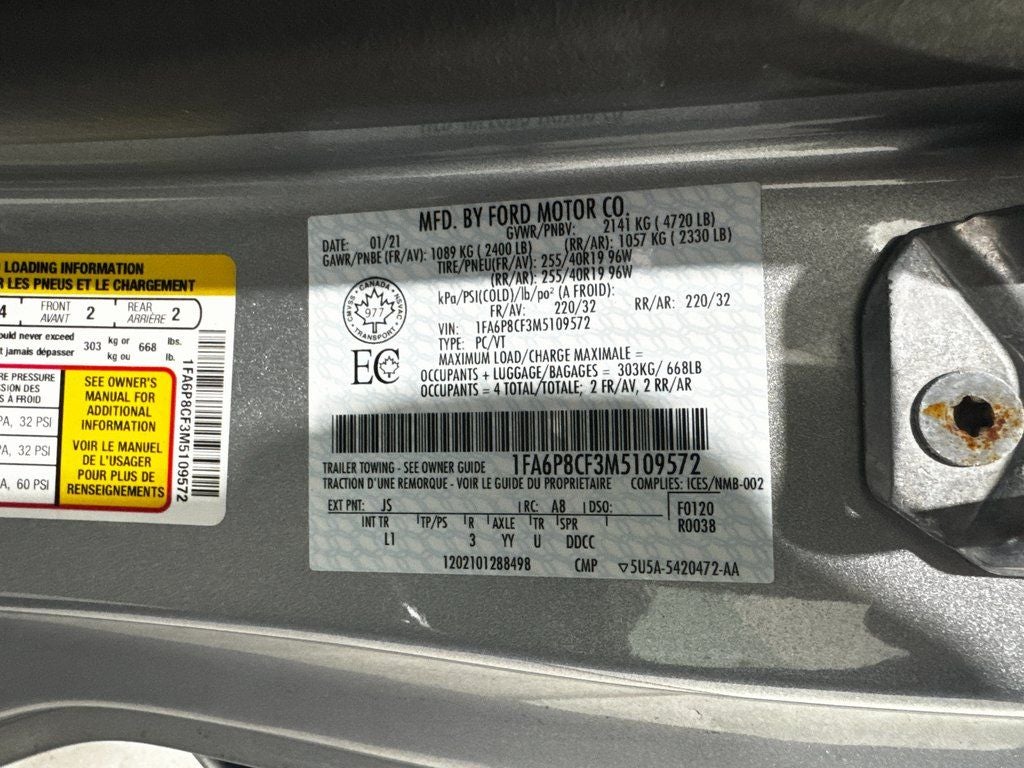 LOADING INFORMATION
R LES PNEUS ET LE CHARGEMENT
4 FRONT AVANT 2 REAR ARRIÈRE 2
ould never exceed 303 kg or 668 lbs.
t jamais dépasser kg ou lb.
RE PRESSURE
SION DES
S À FROID
PA, 32 PSI
PA, 32 PSI
A, 60 PSI
SEE OWNER'S
MANUAL FOR
ADDITIONAL
INFORMATION
VOIR LE MANUEL
DE L'USAGER
POUR PLUS DE
RENSEIGNEMENTS
1FA6P8CF3M5109572
MFD. BY FORD MOTOR CO.
DATE: 01/21 GVWR/PNBV: 2141 KG ( 4720 LB)
GAWR/PNBE (FR/AV): 1089 KG ( 2400 LB) (RR/AR): 1057 KG ( 2330 LB)
TIRE/PNEU(FR/AV): 255/40R19 96W
(RR/AR): 255/40R19 96W
kPa/PSI(COLD)/lb/po² (A FROID):
FR/AV: 220/32 RR/AR: 220/32
VIN: 1FA6P8CF3M5109572
TYPE: PC/VT
MAXIMUM LOAD/CHARGE MAXIMALE =
OCCUPANTS + LUGGAGE/BAGAGES = 303KG/ 668LB
OCCUPANTS = 4 TOTAL/TOTALE; 2 FR/AV, 2 RR/AR
CMVSS CANADA NSVAC
977
TRANSPORT
EC
1FA6P8CF3M5109572
TRAILER TOWING - SEE OWNER GUIDE
TRACTION D'UNE REMORQUE - VOIR LE GUIDE DU PROPRIETAIRE COMPLIES: ICES/NMB-002
EXT PNT: JS RC: A8 DSO: F0120
INT TR TP/PS R AXLE TR SPR R0038
L1 3 YY U DDCC
1202101288498 CMP ▽5U5A-5420472-AA